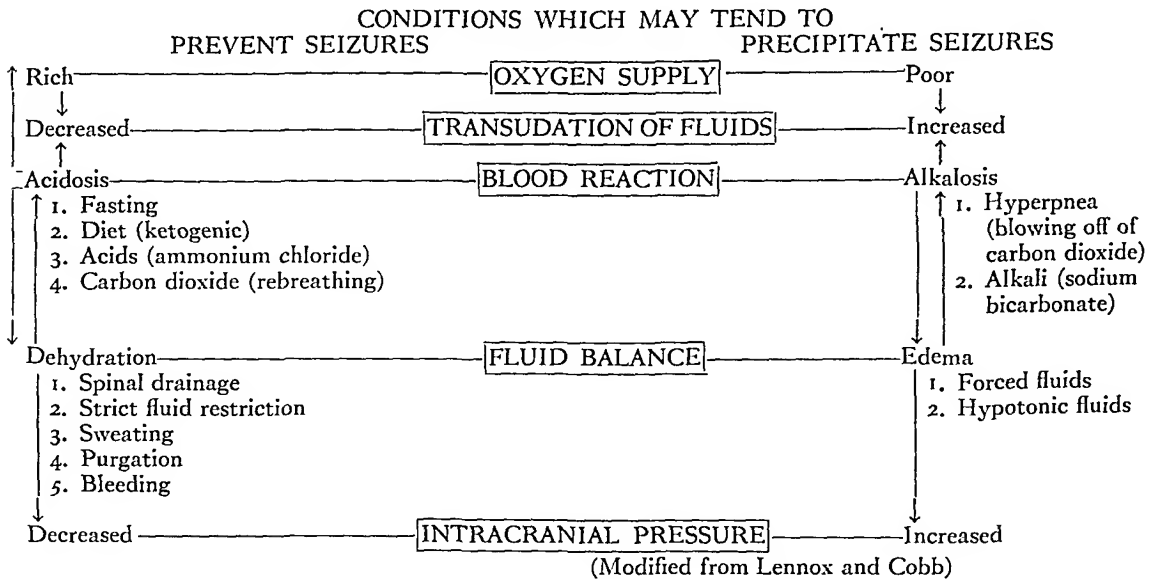 CONDITIONS WHICH MAY TEND TO
PREVENT SEIZURES PRECIPITATE SEIZURES
Rich OXYGEN SUPPLY Poor
Decreased TRANSUDATION OF FLUIDS Increased
Acidosis BLOOD REACTION Alkalosis
1. Fasting
2. Diet (ketogenic)
3. Acids (ammonium chloride)
4. Carbon dioxide (rebreathing)
1. Hyperpnea
(blowing off of
carbon dioxide)
2. Alkali (sodium
bicarbonate)
Dehydration FLUID BALANCE Edema
1. Spinal drainage
2. Strict fluid restriction
3. Sweating
4. Purgation
5. Bleeding
1. Forced fluids
2. Hypotonic fluids
Decreased INTRACRANIAL PRESSURE Increased
(Modified from Lennox and Cobb)